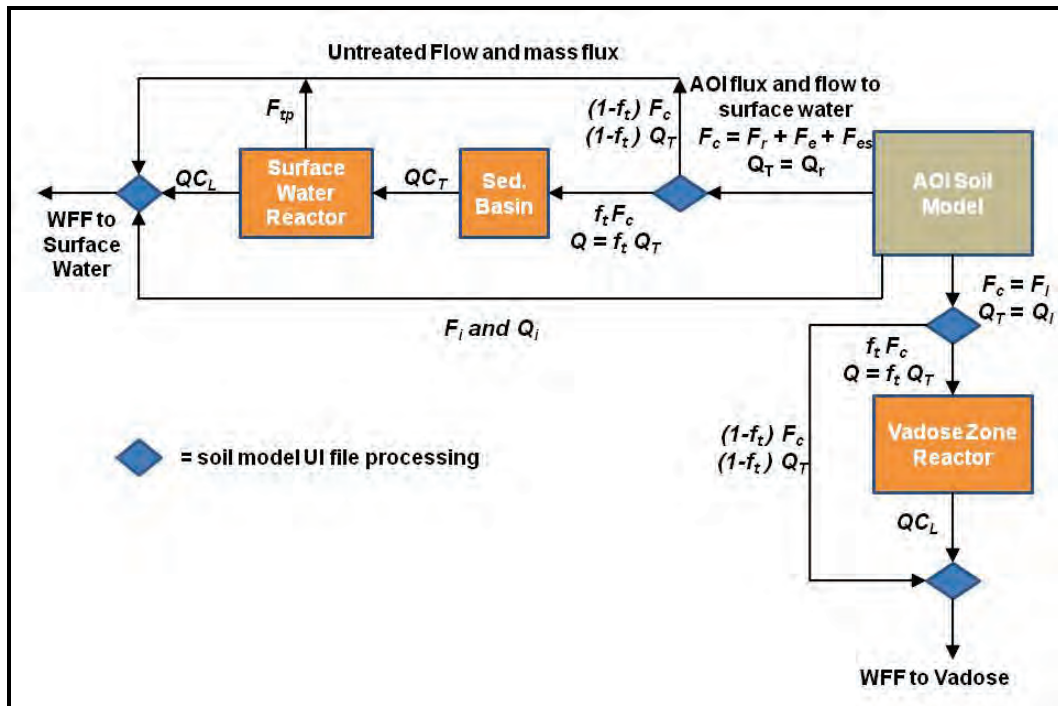 Untreated Flow and mass flux
AOI flux and flow to
surface water
F_c = F_r + F_e + F_es
Q_T = Q_r
F_tp
(1-f_t) F_c
(1-f_t) Q_T
AOI Soil
Model
Surface
Water
Reactor
Sed.
Basin
QC_L
QC_T
f_t F_c
Q = f_t Q_T
WFF to
Surface
Water
F_i and Q_i
F_c = F_l
Q_T = Q_l
f_t F_c
Q = f_t Q_T
(1-f_t) F_c
(1-f_t) Q_T
Vadose Zone
Reactor
= soil model UI file processing
QC_L
WFF to Vadose